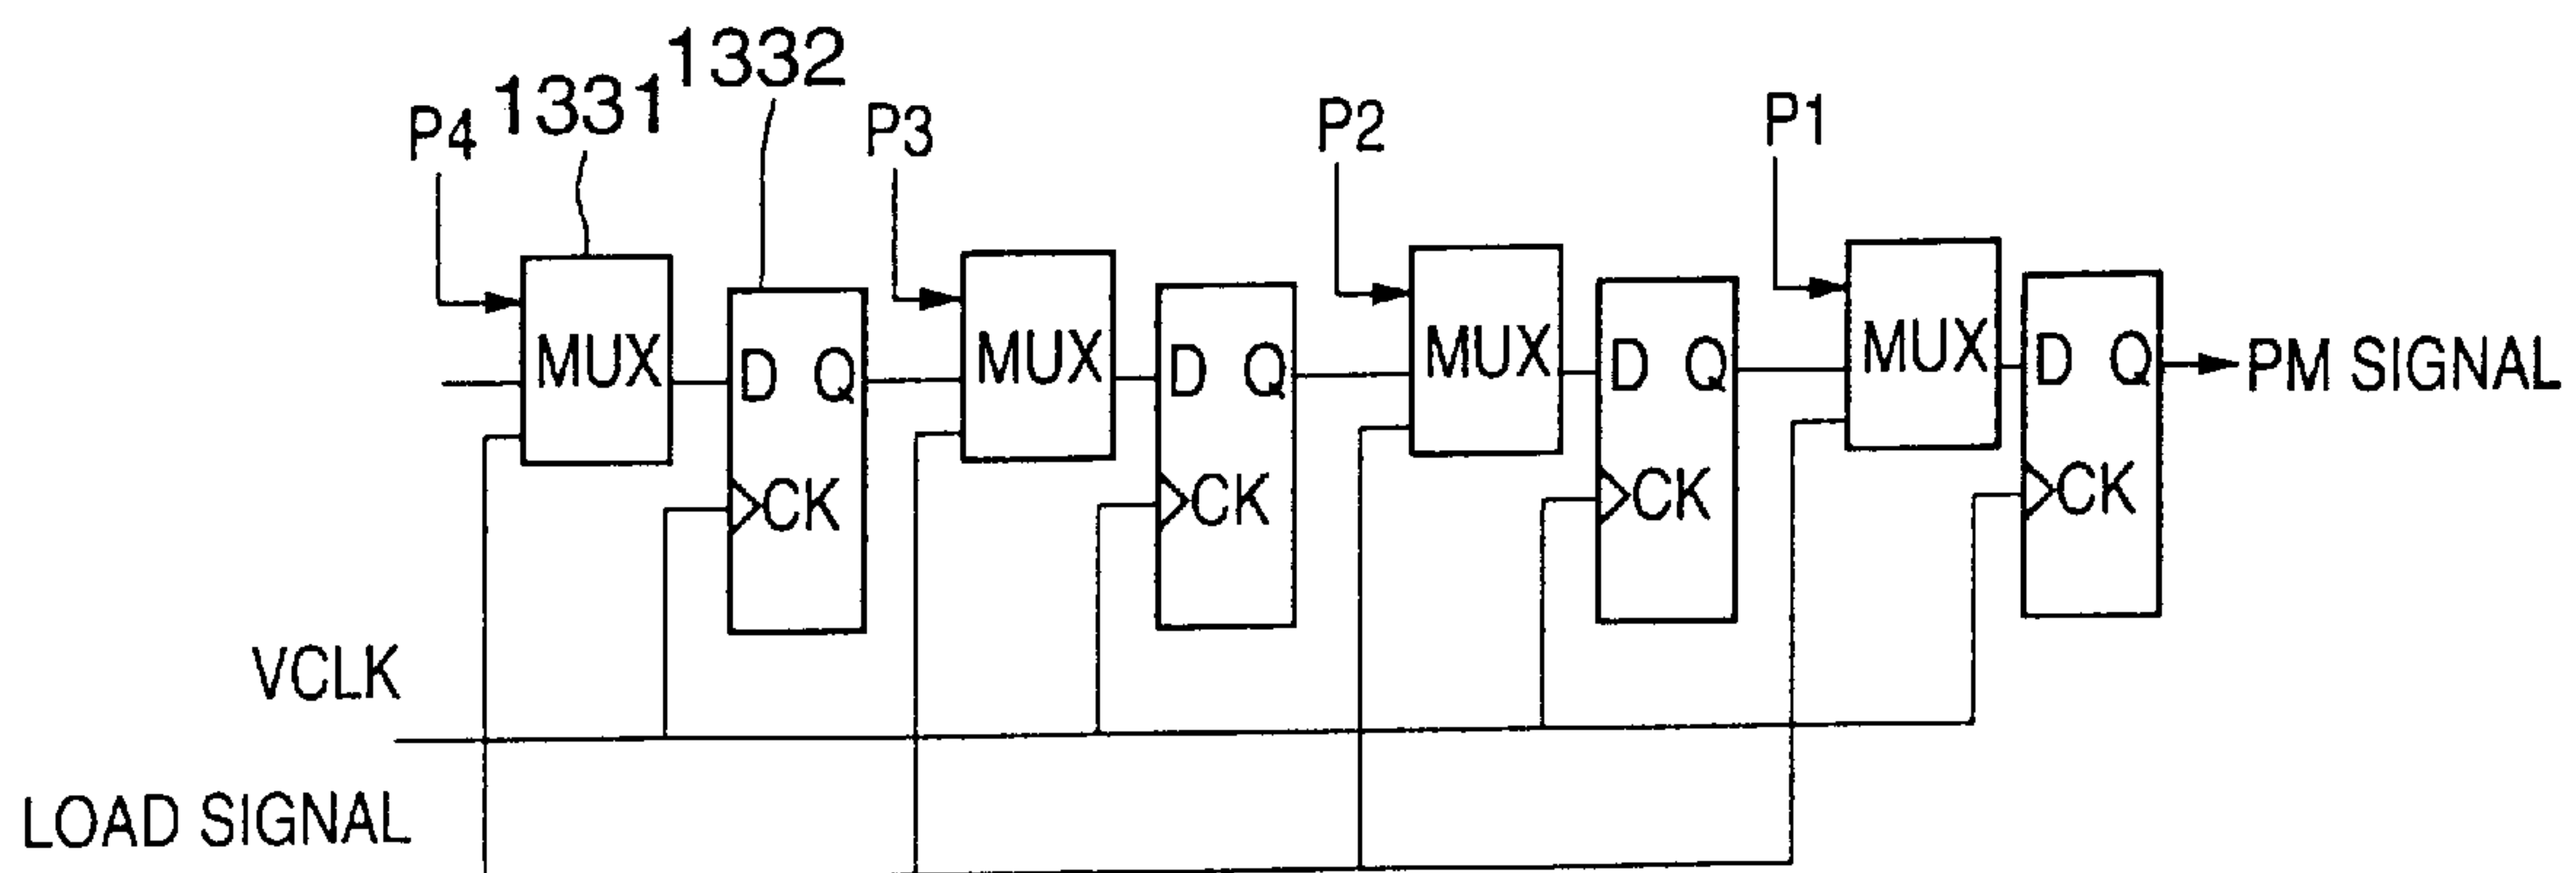 1332
1331
P4
P3
P2
P1
MUX
D Q
CK
MUX
D Q
CK
MUX
D Q
CK
MUX
D Q
CK
PM SIGNAL
VCLK
LOAD SIGNAL